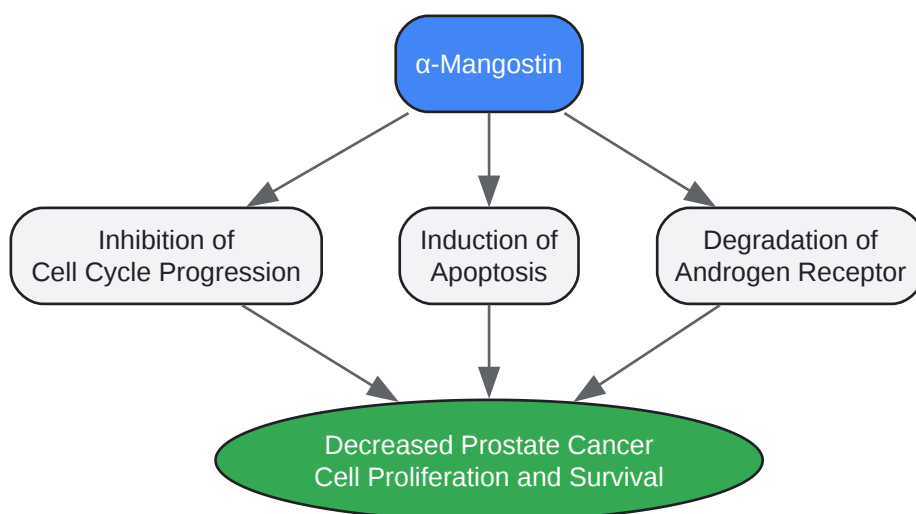 α-Mangostin
Inhibition of
Cell Cycle Progression
Induction of
Apoptosis
Degradation of
Androgen Receptor
Decreased Prostate Cancer
Cell Proliferation and Survival